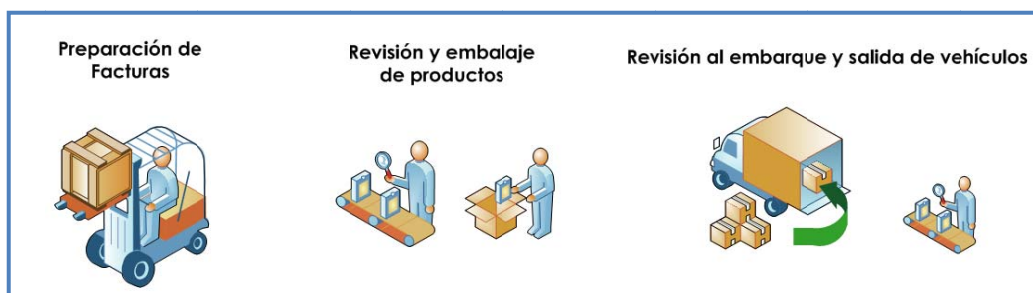 Preparación de
Facturas
Revisión y embalaje
de productos
Revisión al embarque y salida de vehículos